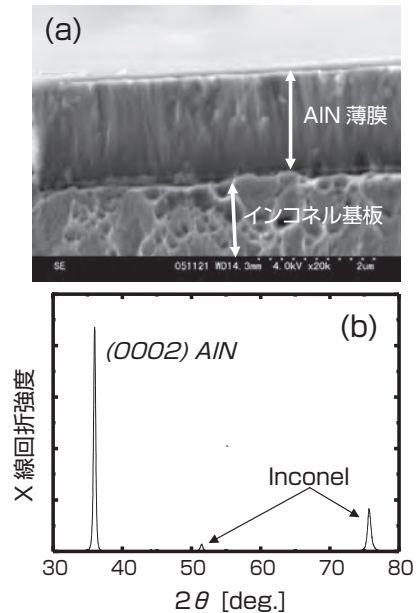 (a)
AlN 薄膜
インコネル基板
SE 051121 WD14.3mm 4.0kV x20k 2um
(b)
(0002) AlN
Inconel
X 線回折強度
30 40 50 60 70 80
2θ [deg.]